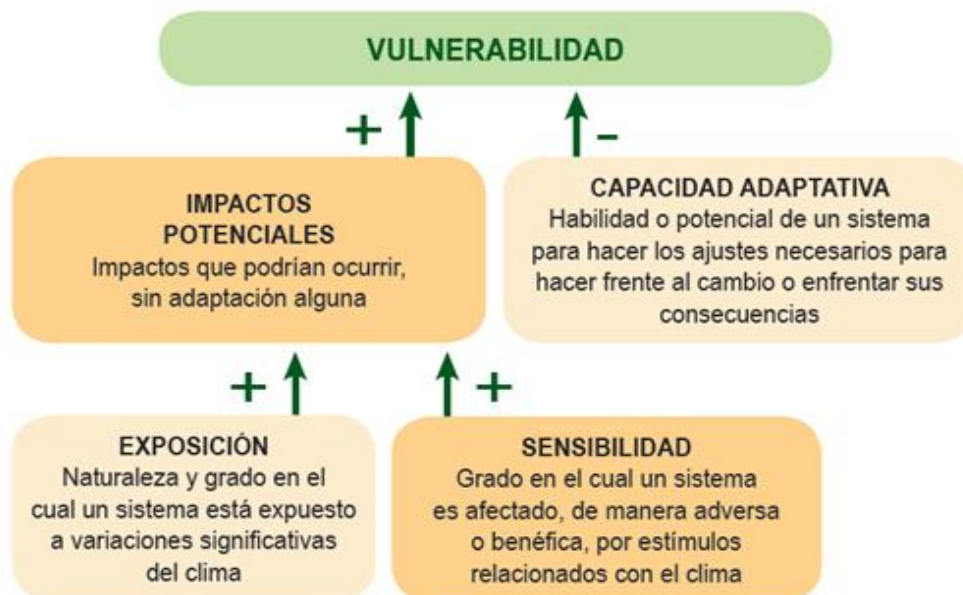 VULNERABILIDAD
+
-
IMPACTOS
POTENCIALES
Impactos que podrían ocurrir,
sin adaptación alguna
CAPACIDAD ADAPTATIVA
Habilidad o potencial de un sistema
para hacer los ajustes necesarios para
hacer frente al cambio o enfrentar sus
consecuencias
+
+
EXPOSICIÓN
Naturaleza y grado en el
cual un sistema está expuesto
a variaciones significativas
del clima
SENSIBILIDAD
Grado en el cual un sistema
es afectado, de manera adversa
o benéfica, por estímulos
relacionados con el clima